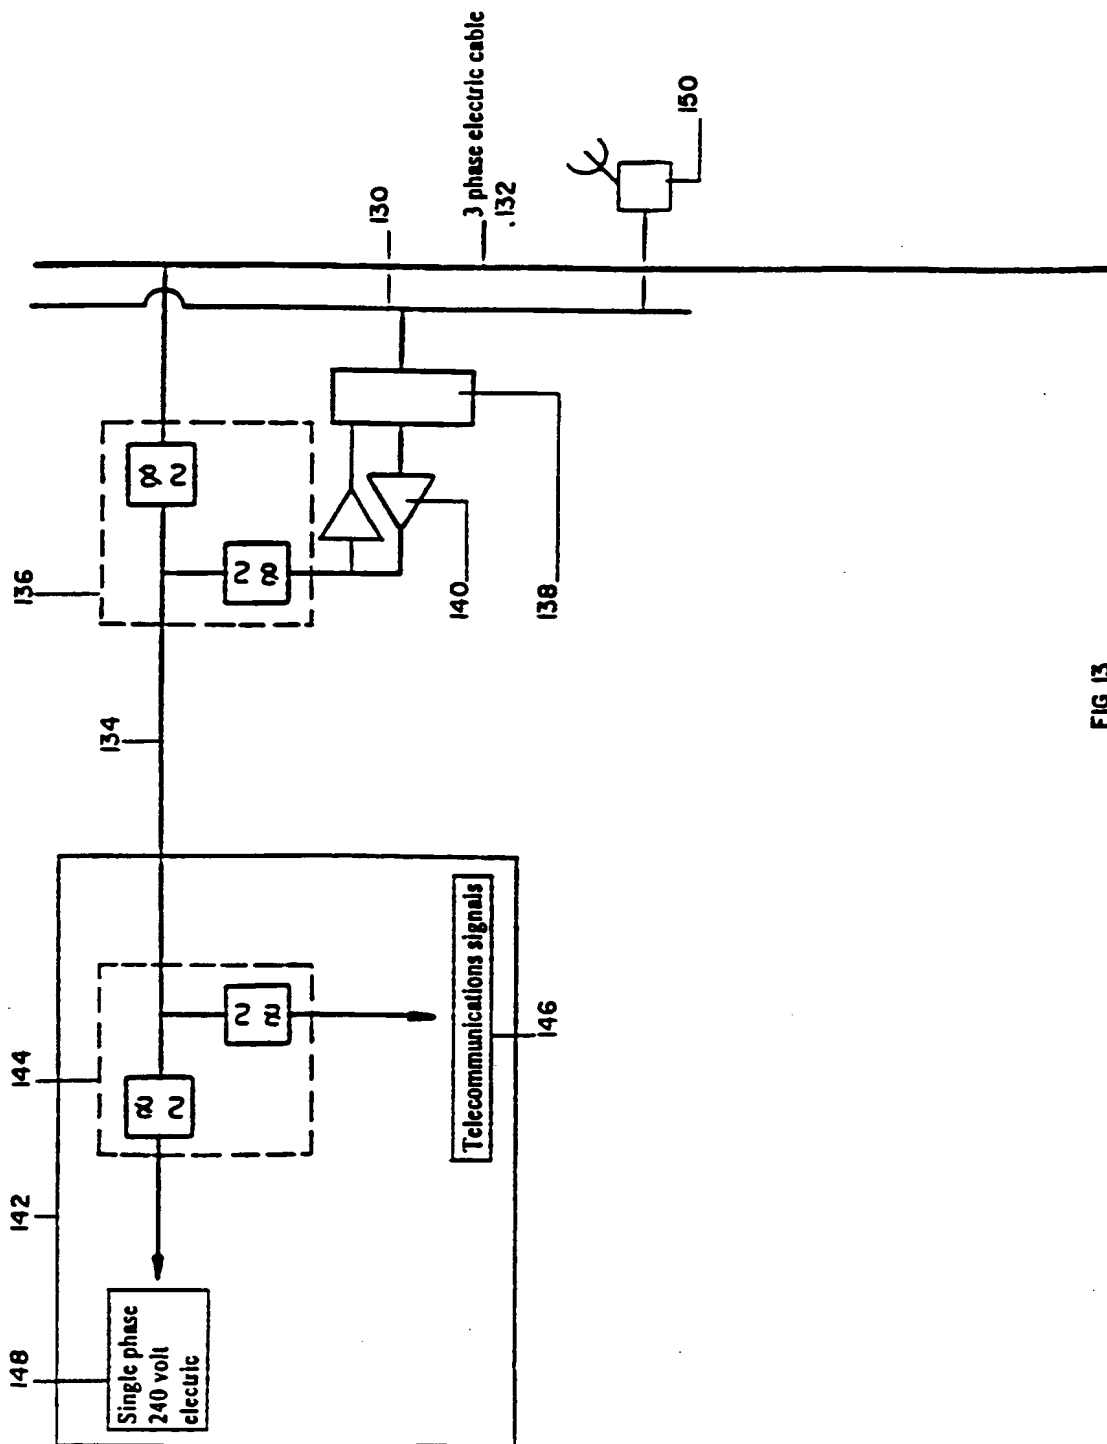 148
142
144
134
136
Single phase
240 volt
electric
Telecommunications signals
146
140
138
130
3 phase electric cable
.132
150
FIG 13